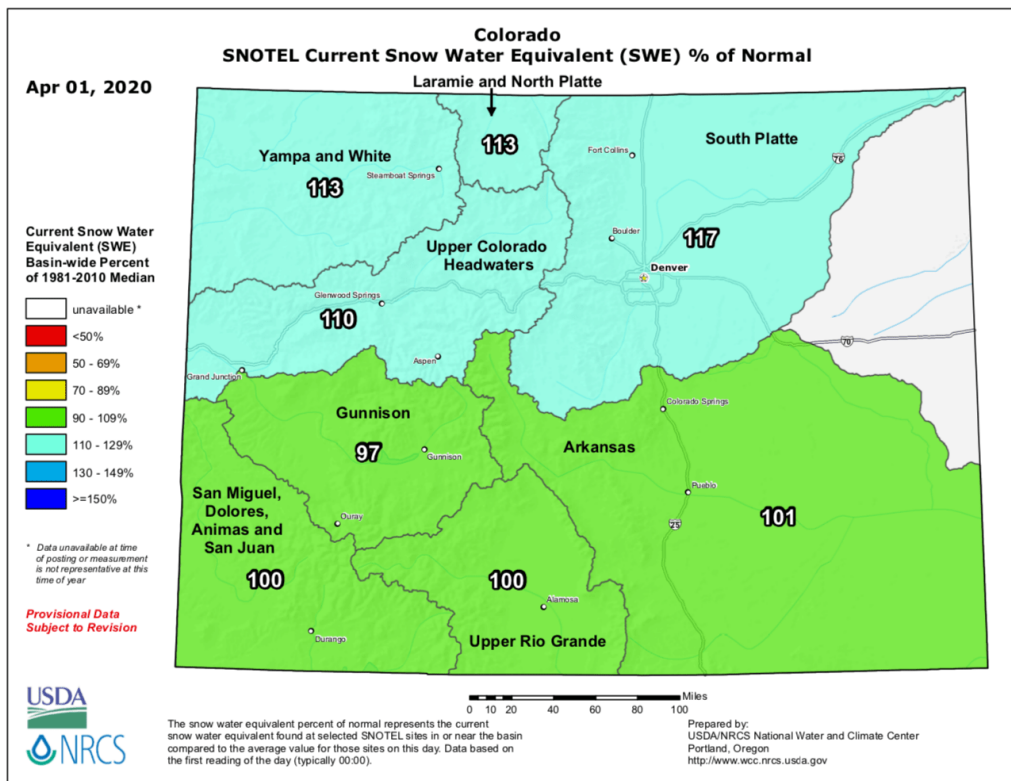 Colorado
SNOTEL Current Snow Water Equivalent (SWE) % of Normal
Apr 01, 2020
Laramie and North Platte
113
South Platte
Fort Collins
76
Yampa and White
113
Steamboat Springs
Boulder
117
Upper Colorado
Headwaters
Denver
Glenwood Springs
110
Aspen
70
Grand Junction
Current Snow Water
Equivalent (SWE)
Basin-wide Percent
of 1981-2010 Median
unavailable *
<50%
50 - 69%
70 - 89%
90 - 109%
110 - 129%
130 - 149%
>=150%
Gunnison
97
Gunnison
Colorado Springs
Arkansas
Pueblo
101
25
San Miguel,
Dolores,
Animas and
San Juan
100
Ouray
Durango
100
Alamosa
Upper Rio Grande
* Data unavailable at time
of posting or measurement
is not representative at this
time of year
Provisional Data
Subject to Revision
USDA
NRCS
0 10 20 40 60 80 100
Miles
The snow water equivalent percent of normal represents the current
snow water equivalent found at selected SNOTEL sites in or near the basin
compared to the average value for those sites on this day. Data based on
the first reading of the day (typically 00:00).
Prepared by:
USDA/NRCS National Water and Climate Center
Portland, Oregon
http://www.wcc.nrcs.usda.gov